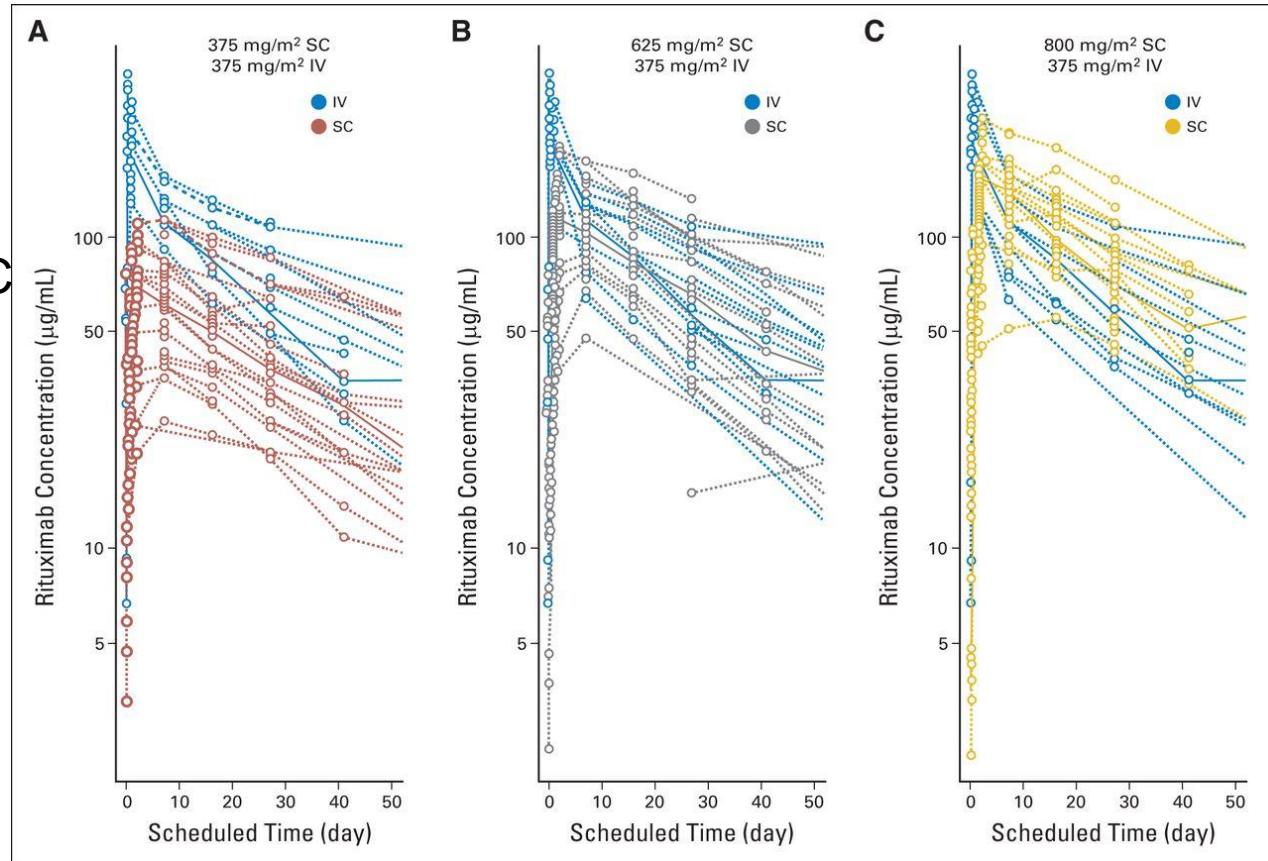 A
375 mg/m² SC
375 mg/m² IV
IV
SC
100
50
10
5
Rituximab Concentration (μg/mL)
0 10 20 30 40 50
Scheduled Time (day)
B
625 mg/m² SC
375 mg/m² IV
IV
SC
100
50
10
5
Rituximab Concentration (μg/mL)
0 10 20 30 40 50
Scheduled Time (day)
C
800 mg/m² SC
375 mg/m² IV
IV
SC
100
50
10
5
Rituximab Concentration (μg/mL)
0 10 20 30 40 50
Scheduled Time (day)
C